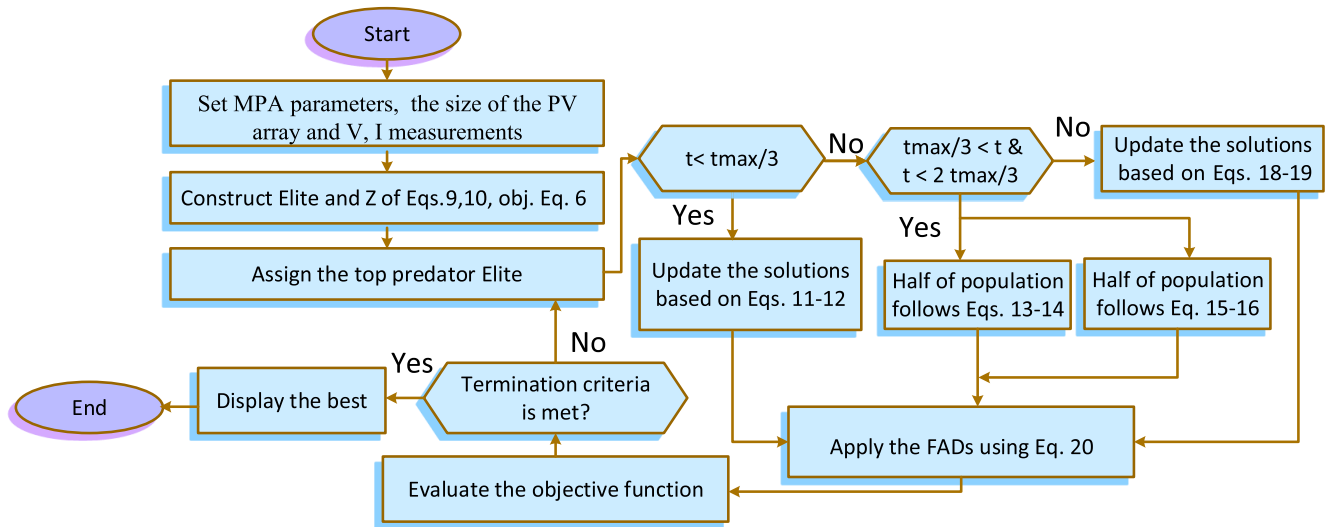 Start
Set MPA parameters, the size of the PV
array and V, I measurements
Construct Elite and Z of Eqs.9,10, obj. Eq. 6
Assign the top predator Elite
t< tmax/3
No
Yes
tmax/3 < t &
t < 2 tmax/3
No
Yes
Update the solutions
based on Eqs. 18-19
Update the solutions
based on Eqs. 11-12
Half of population
follows Eqs. 13-14
Half of population
follows Eq. 15-16
Apply the FADs using Eq. 20
Evaluate the objective function
Termination criteria
is met?
No
Yes
Display the best
End